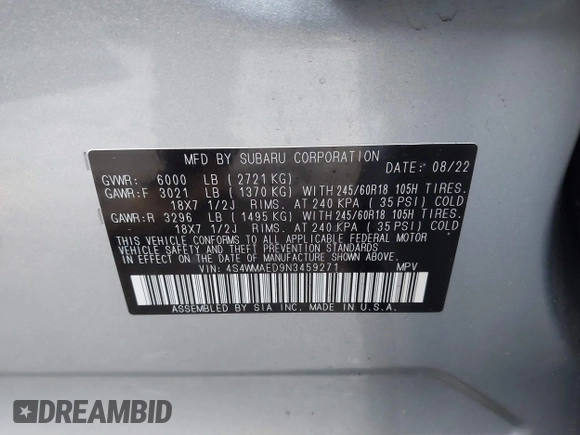 MFD BY SUBARU CORPORATION
DATE: 08/22
GVWR: 6000 LB (2721 KG)
GAWR:F 3021 LB (1370 KG) WITH 245/60R18 105H TIRES.
18X7 1/2J RIMS. AT 240 KPA (35 PSI) COLD
GAWR:R 3296 LB (1495 KG) WITH 245/60R18 105H TIRES.
18X7 1/2J RIMS. AT 240 KPA (35 PSI) COLD
THIS VEHICLE CONFORMS TO ALL APPLICABLE FEDERAL MOTOR
VEHICLE SAFETY AND THEFT PREVENTION STANDARDS
IN EFFECT ON THE DATE OF MANUFACTURE SHOWN ABOVE.
VIN: 4S4WMAED9N3459271 MPV
ASSEMBLED BY SIA INC. MADE IN U.S.A.
DREAMBID